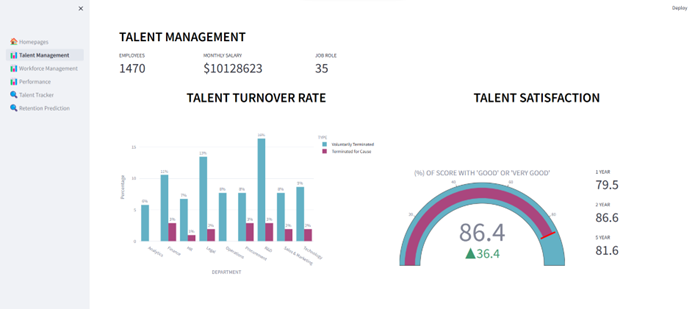 Deploy
Homepages
Talent Management
Workforce Management
Performance
Talent Tracker
Retention Prediction
TALENT MANAGEMENT
EMPLOYEES
1470
MONTHLY SALARY
$10128623
JOB ROLE
35
TALENT TURNOVER RATE
TYPE
Voluntarily Terminated
Terminated for Cause
Percentage
15
10
5
0
6%
11%
3%
7%
1%
13%
2%
8%
8%
3%
16%
3%
8%
2%
9%
2%
Analytics
Finance
HR
Legal
Operations
Procurement
R&D
Sales & Marketing
Technology
DEPARTMENT
TALENT SATISFACTION
(%) OF SCORE WITH 'GOOD' OR 'VERY GOOD'
40
60
20
80
86.4
▲36.4
1 YEAR
79.5
86.6
5 YEAR
81.6